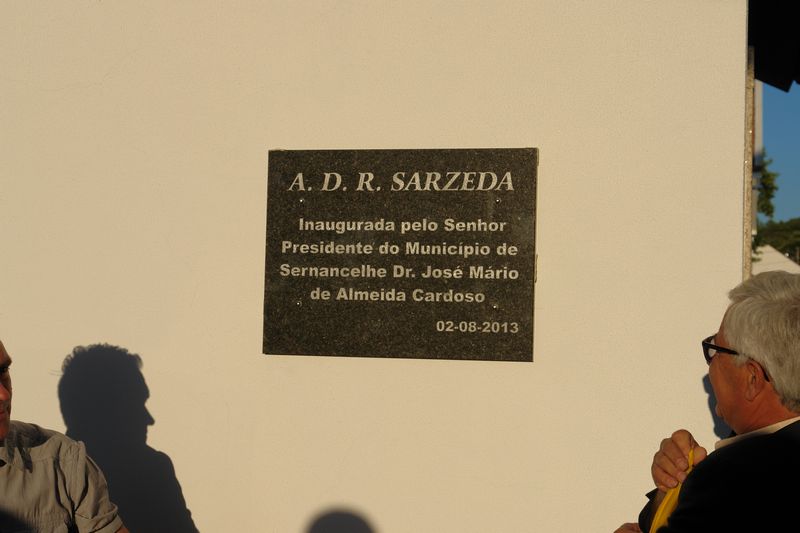 A. D. R. SARZEDA
Inaugurada pelo Senhor
Presidente do Município de
Sernancelhe Dr. José Mário
de Almeida Cardoso
02-08-2013